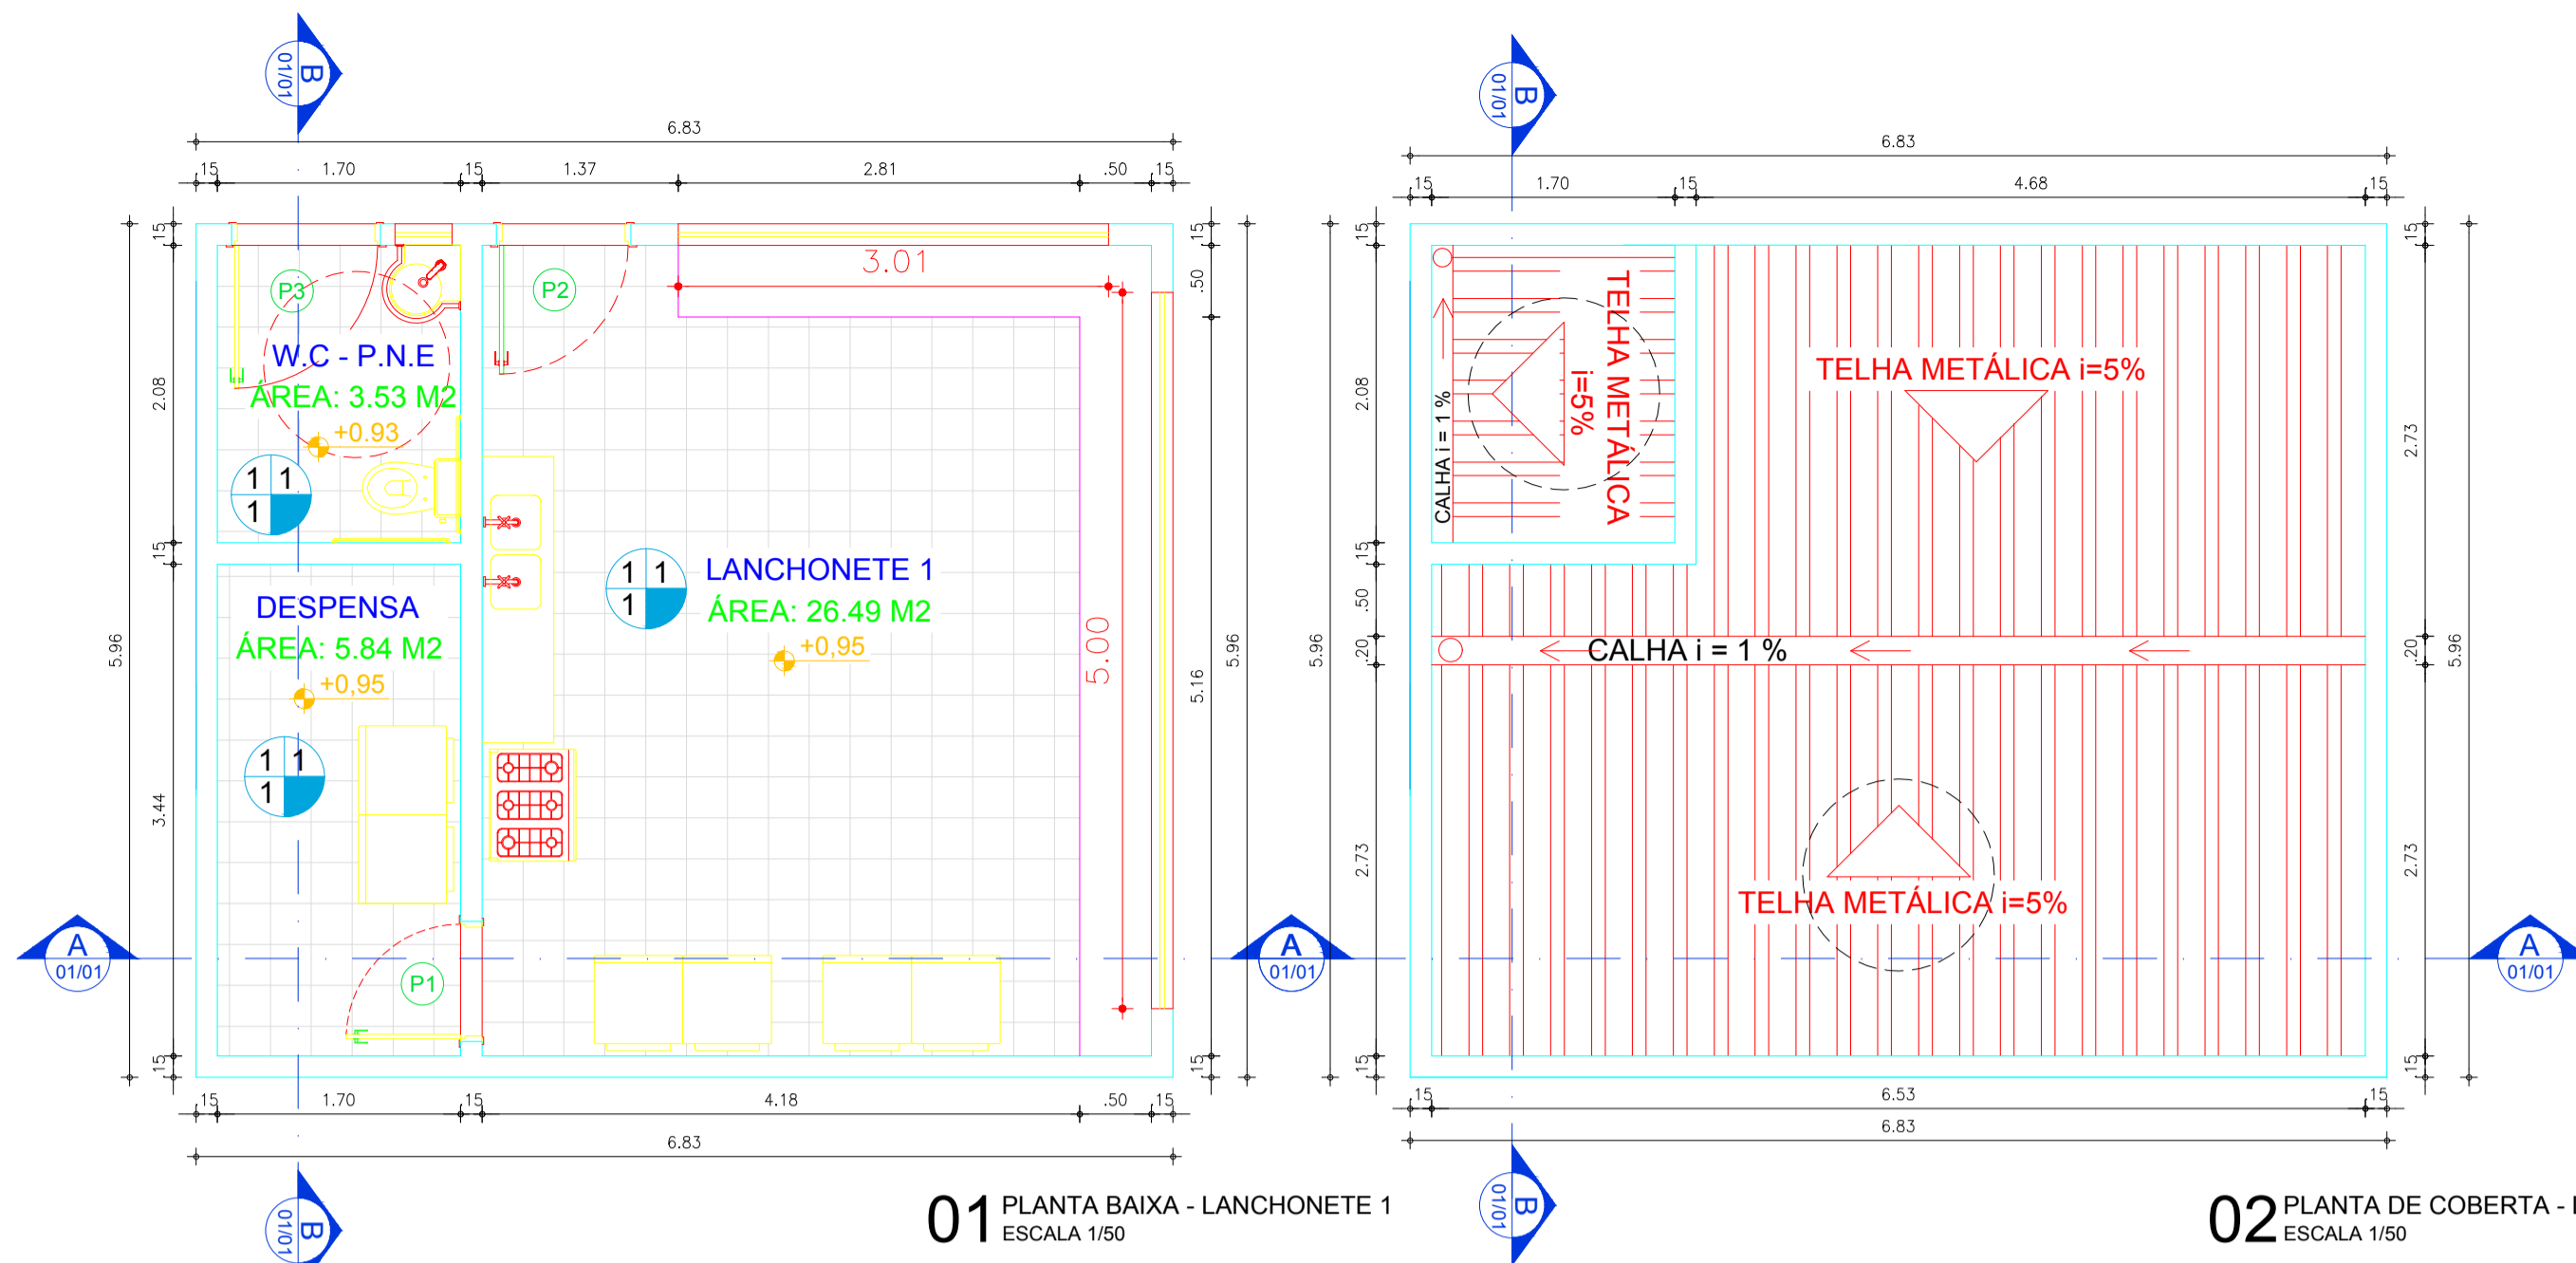 B
01/01
6.83
.15
1.70
.15
1.37
2.81
.50
.15
.15
2.08
.15
5.96
3.44
.15
P3
W.C - P.N.E
ÁREA: 3.53 M2
+0.93
1 1
1
P2
3.01
5.00
LANCHONETE 1
ÁREA: 26.49 M2
+0,95
1 1
1
DESPENSA
ÁREA: 5.84 M2
+0,95
1 1
1
P1
.15
.50
5.19
5.96
.15
A
01/01
.15
1.70
.15
4.18
.50
.15
6.83
B
01/01
01 PLANTA BAIXA - LANCHONETE 1
ESCALA 1/50
B
01/01
6.83
.15
1.70
.15
4.68
.15
.15
2.08
.15
.50
.20
5.96
2.73
.15
CALHA i = 1 %
TELHA METÁLICA
i=5%
TELHA METÁLICA i=5%
CALHA i = 1 %
TELHA METÁLICA i=5%
.15
2.73
.20
5.96
2.73
.15
A
01/01
A
01/01
.15
6.53
.15
6.83
B
01/01
02 PLANTA DE COBERTA -
ESCALA 1/50